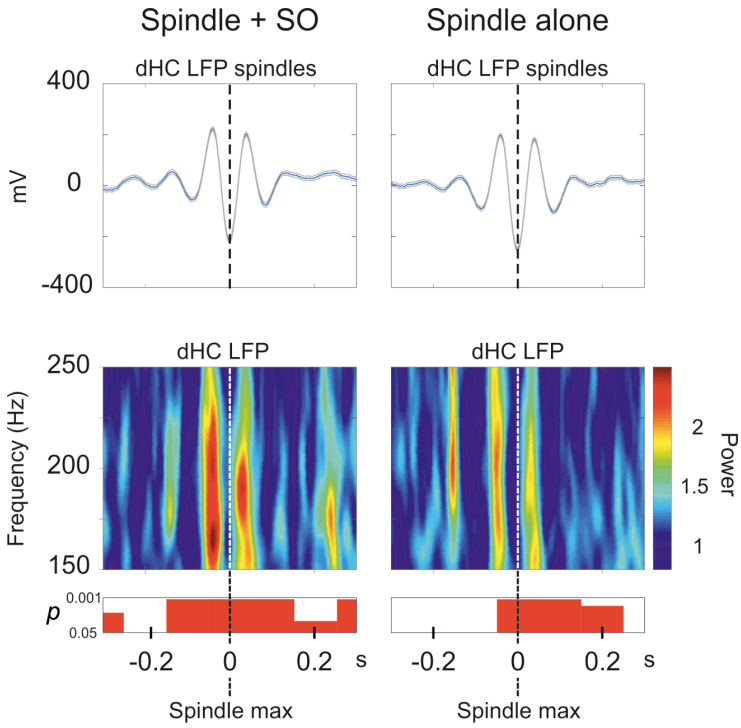 Spindle + SO
Spindle alone
dHC LFP spindles
dHC LFP spindles
400
0
-400
mV
dHC LFP
dHC LFP
250
200
150
Frequency (Hz)
2
1.5
1
Power
p
0.001
0.05
-0.2 0 0.2 s
-0.2 0 0.2 s
Spindle max
Spindle max